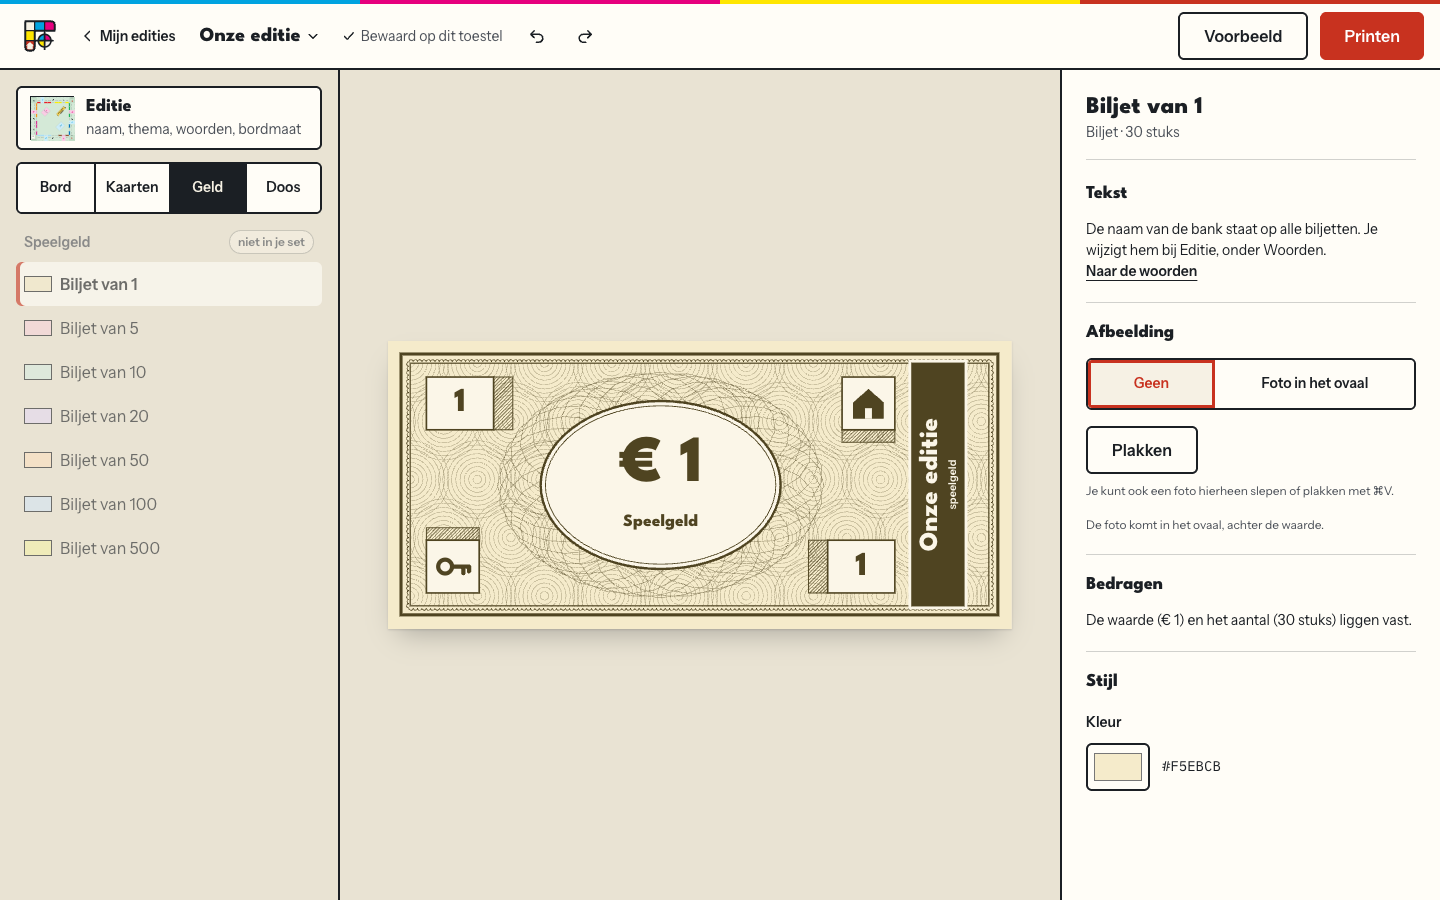 Mijn edities
Onze editie
Bewaard op dit toestel
Voorbeeld
Printen
Editie
naam, thema, woorden, bordmaat
Bord
Kaarten
Geld
Doos
Speelgeld
niet in je set
Biljet van 1
Biljet van 5
Biljet van 10
Biljet van 20
Biljet van 50
Biljet van 100
Biljet van 500
1
€ 1
Speelgeld
1
Onze editie
speelgeld
Biljet van 1
Biljet · 30 stuks
Tekst
De naam van de bank staat op alle biljetten. Je
wijzigt hem bij Editie, onder Woorden.
Naar de woorden
Afbeelding
Geen
Foto in het ovaal
Plakken
Je kunt ook een foto hierheen slepen of plakken met ⌘V.
De foto komt in het ovaal, achter de waarde.
Bedragen
De waarde (€ 1) en het aantal (30 stuks) liggen vast.
Stijl
Kleur
#F5EBCB